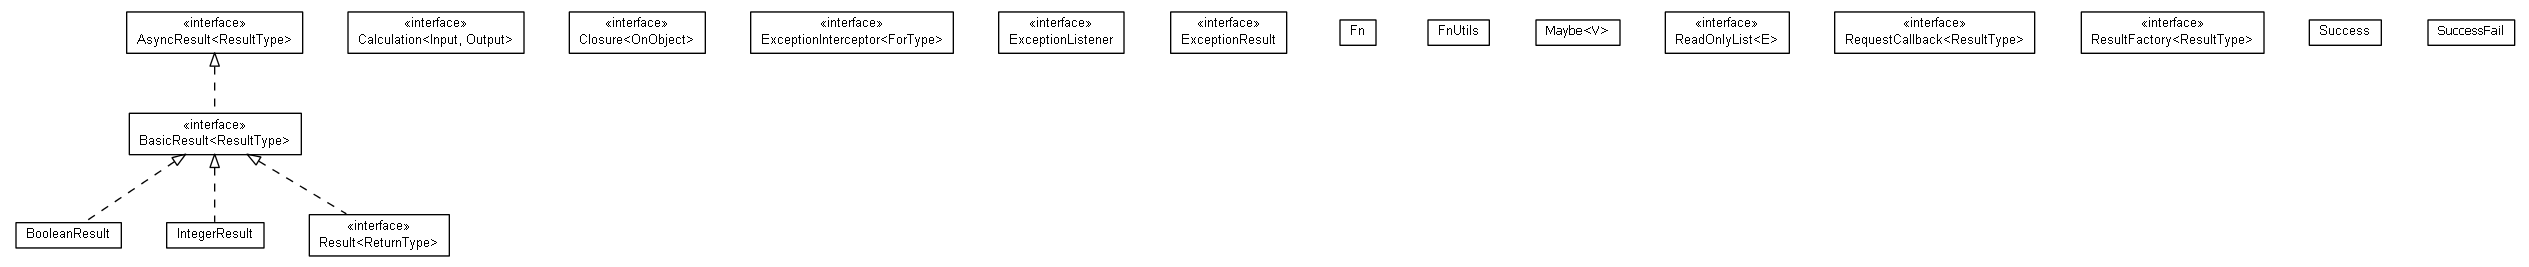 «interface»
AsyncResult<ResultType>
«interface»
Calculation<Input, Output>
«interface»
Closure<OnObject>
«interface»
ExceptionInterceptor<ForType>
«interface»
ExceptionListener
«interface»
ExceptionResult
Fn
FnUtils
Maybe<V>
«interface»
ReadOnlyList<E>
«interface»
RequestCallback<ResultType>
«interface»
ResultFactory<ResultType>
Success
SuccessFail
«interface»
BasicResult<ResultType>
BooleanResult
IntegerResult
«interface»
Result<ReturnType>